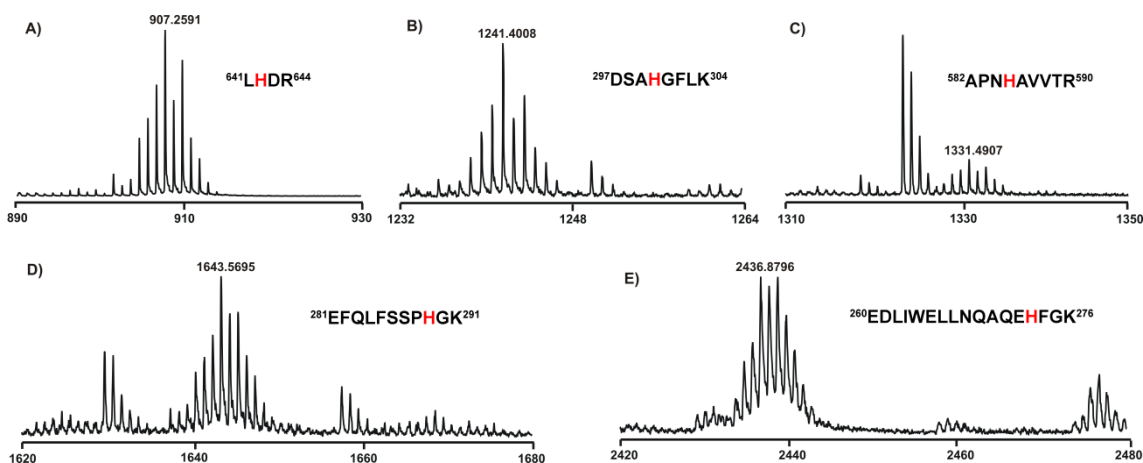 A)
907.2591
⁶⁴¹LHDR⁶⁴⁴
890 910 930
B)
1241.4008
²⁹⁷DSAHGFLK³⁰⁴
1232 1248 1264
C)
1331.4907
⁵⁸²APNHAVVTR⁵⁹⁰
1310 1330 1350
D)
1643.5695
²⁸¹EFQLFSSPHGK²⁹¹
1620 1640 1660 1680
2436.8796
E)
²⁶⁰EDLIWELLNQAQEHFGK²⁷⁶
2420 2440 2460 2480